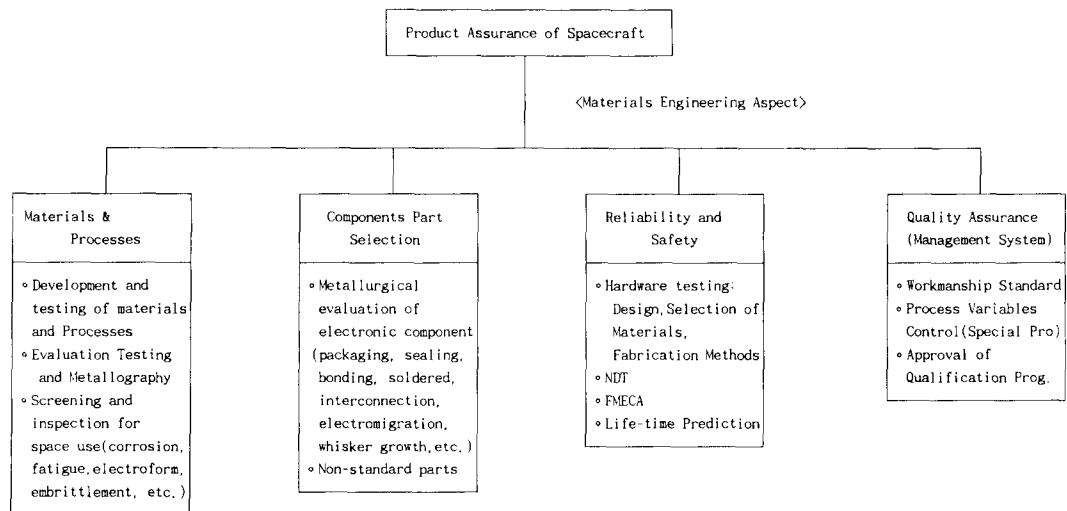 Product Assurance of Spacecraft
<Materials Engineering Aspect>
Materials &
Processes
◦ Development and
testing of materials
and Processes
◦ Evaluation Testing
and Metallography
◦ Screening and
inspection for
space use(corrosion,
fatigue,electroform,
embrittlement, etc.)
Components Part
Selection
◦ Metallurgical
evaluation of
electronic component
(packaging, sealing,
bonding, soldered,
interconnection,
electromigration,
whisker growth,etc.)
◦ Non-standard parts
Reliability and
Safety
◦ Hardware testing:
Design,Selection of
Materials,
Fabrication Methods
◦ NDT
◦ FMECA
◦ Life-time Prediction
Quality Assurance
(Management System)
◦ Workmanship Standard
◦ Process Variables
Control(Special Pro)
◦ Approval of
Qualification Prog.